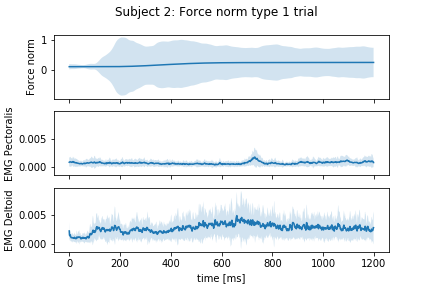 Subject 2: Force norm type 1 trial
Force norm
1
0
EMG Pectoralis
0.005
0.000
EMG Deltoid
0.005
0.000
0 200 400 600 800 1000 1200
time [ms]